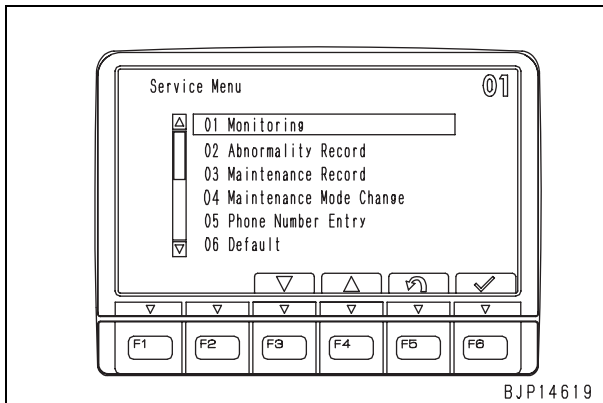 Service Menu 01
01 Monitoring
02 Abnormality Record
03 Maintenance Record
04 Maintenance Mode Change
05 Phone Number Entry
06 Default
F1 F2 F3 F4 F5 F6
BJP14619